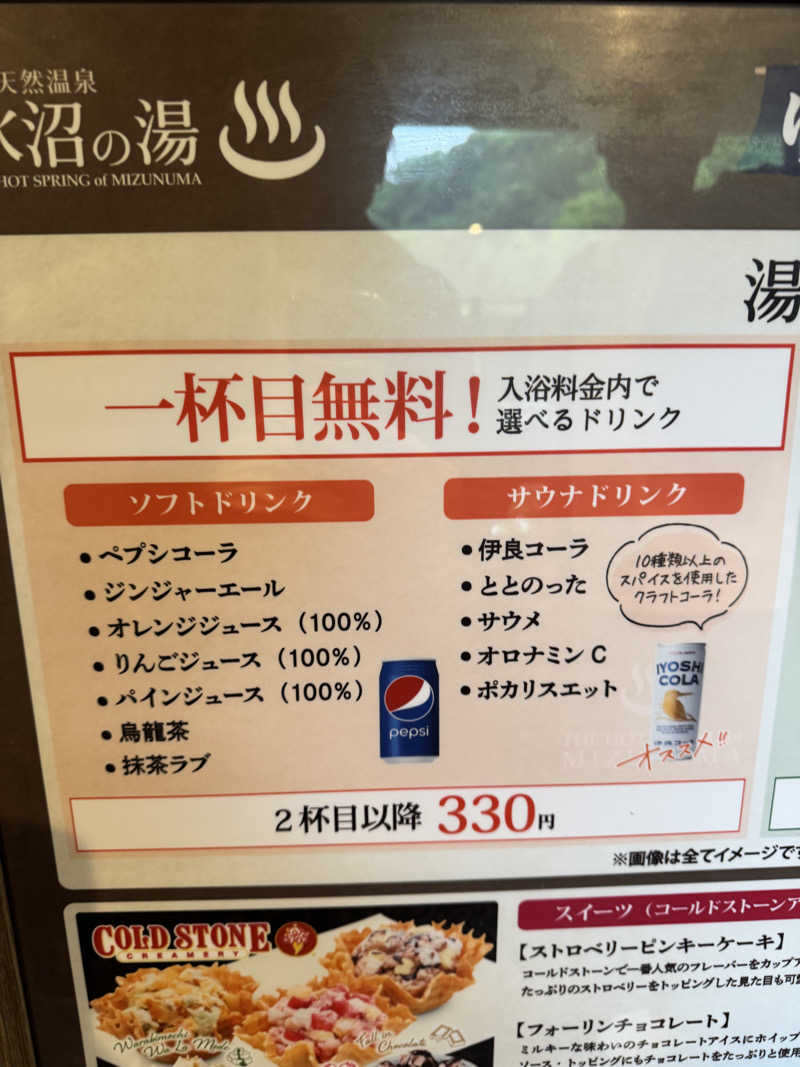 天然温泉
水沼の湯
HOT SPRING of MIZUNUMA
湯
一杯目無料！
入浴料金内で
選べるドリンク
ソフトドリンク
• ペプシコーラ
• ジンジャーエール
• オレンジジュース（100%）
• りんごジュース（100%）
• パインジュース（100%）
• 烏龍茶
• 抹茶ラブ
pepsi
サウナドリンク
• 伊良コーラ
• ととのった
• サウメ
• オロナミン C
• ポカリスエット
10種類以上の
スパイスを使用した
クラフトコーラ！
IYOSHI
COLA
オススメ!!
2杯目以降 330円
※画像は全てイメージです
COLD STONE
CREAMERY
Warabimochi
Wa La Mode
Fall in
Chocolate
スイーツ（コールドストーンア
【ストロベリーピンキーケーキ】
コールドストーンで一番人気のフレーバーをカップア
たっぷりのストロベリーをトッピングした見た目も可
【フォーリンチョコレート】
ミルキーな味わいのチョコレートアイスにホイップ
ソース・トッピングにもチョコレートをたっぷりと使用